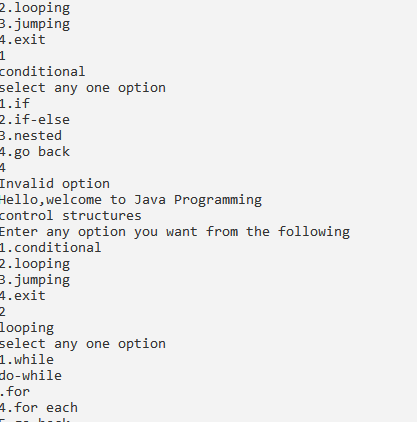 2.looping
3.jumping
4.exit
1
conditional
select any one option
1.if
2.if-else
3.nested
4.go back
4
Invalid option
Hello,welcome to Java Programming
control structures
Enter any option you want from the following
1.conditional
2.looping
3.jumping
4.exit
2
looping
select any one option
1.while
do-while
.for
4.for each
5.go back